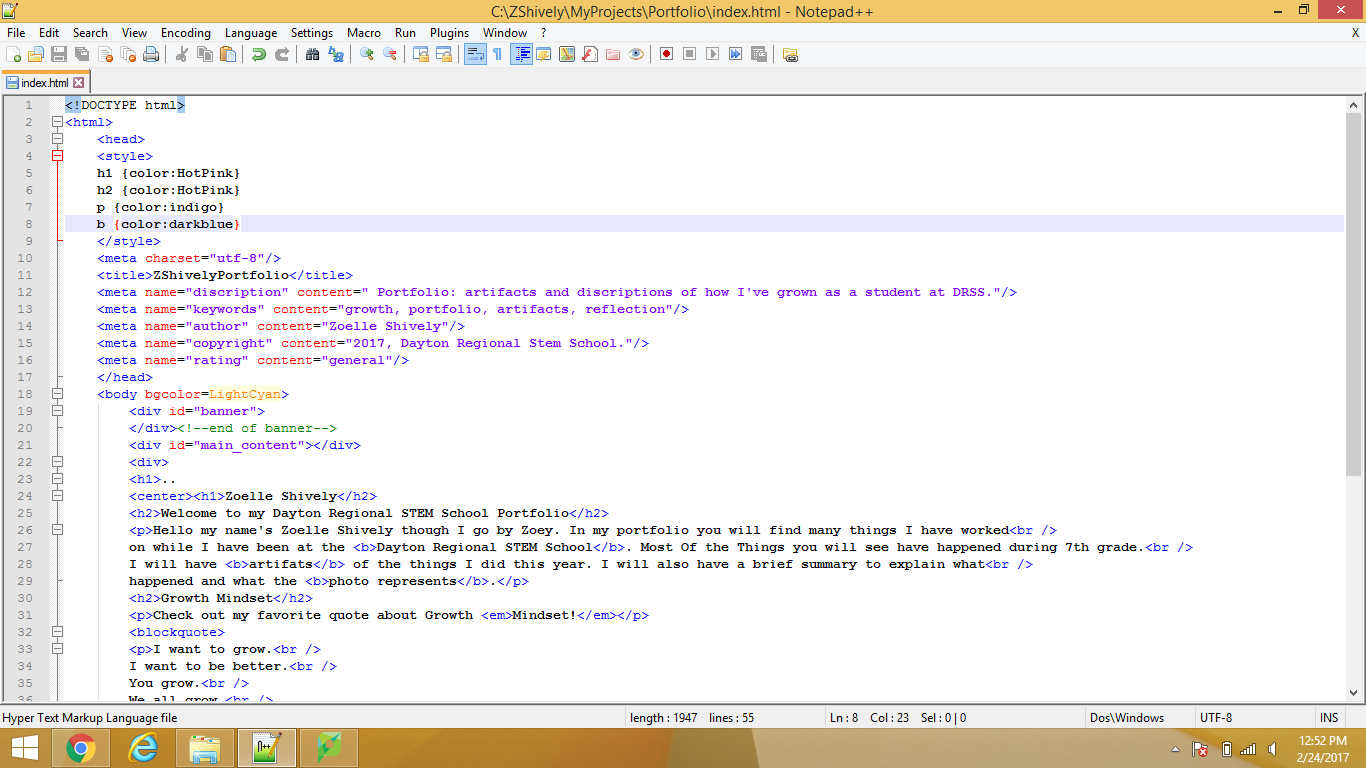 C:\ZShively\MyProjects\Portfolio\index.html - Notepad++
File Edit Search View Encoding Language Settings Macro Run Plugins Window ? X
index.html
1 <!DOCTYPE html>
2 <html>
3 <head>
4 <style>
5 h1 {color:HotPink}
6 h2 {color:HotPink}
7 p {color:indigo}
8 b {color:darkblue}
9 </style>
10 <meta charset="utf-8"/>
11 <title>ZShivelyPortfolio</title>
12 <meta name="discription" content=" Portfolio: artifacts and discriptions of how I've grown as a student at DRSS."/>
13 <meta name="keywords" content="growth, portfolio, artifacts, reflection"/>
14 <meta name="author" content="Zoelle Shively"/>
15 <meta name="copyright" content="2017, Dayton Regional Stem School."/>
16 <meta name="rating" content="general"/>
17 </head>
18 <body bgcolor=LightCyan>
19 <div id="banner">
20 </div><!--end of banner-->
21 <div id="main_content"></div>
22 <div>
23 <h1>..
24 <center><h1>Zoelle Shively</h2>
25 <h2>Welcome to my Dayton Regional STEM School Portfolio</h2>
26 <p>Hello my name's Zoelle Shively though I go by Zoey. In my portfolio you will find many things I have worked<br />
27 on while I have been at the <b>Dayton Regional STEM School</b>. Most Of the Things you will see have happened during 7th grade.<br />
28 I will have <b>artifats</b> of the things I did this year. I will also have a brief summary to explain what<br />
29 happened and what the <b>photo represents</b>.</p>
30 <h2>Growth Mindset</h2>
31 <p>Check out my favorite quote about Growth <em>Mindset!</em></p>
32 <blockquote>
33 <p>I want to grow.<br />
34 I want to be better.<br />
35 You grow.<br />
36 We all grow.<br />
Hyper Text Markup Language file length : 1947 lines : 55 Ln : 8 Col : 23 Sel : 0 | 0 Dos\Windows UTF-8 INS
12:52 PM
2/24/2017